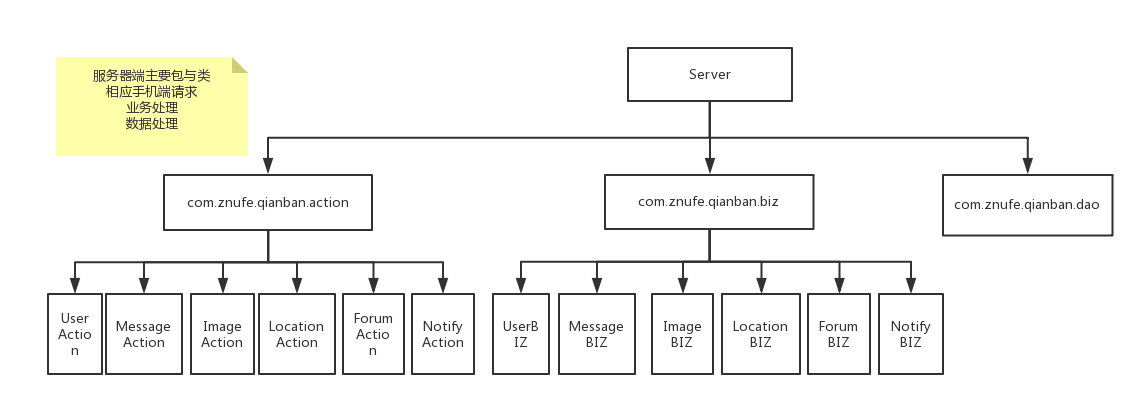 服务器端主要包与类
相应手机端请求
业务处理
数据处理
Server
com.znufe.qianban.action
com.znufe.qianban.biz
com.znufe.qianban.dao
User
Actio
n
Message
Action
Image
Action
Location
Action
Forum
Actio
n
Notify
Action
UserB
IZ
Message
BIZ
Image
BIZ
Location
BIZ
Forum
BIZ
Notify
BIZ